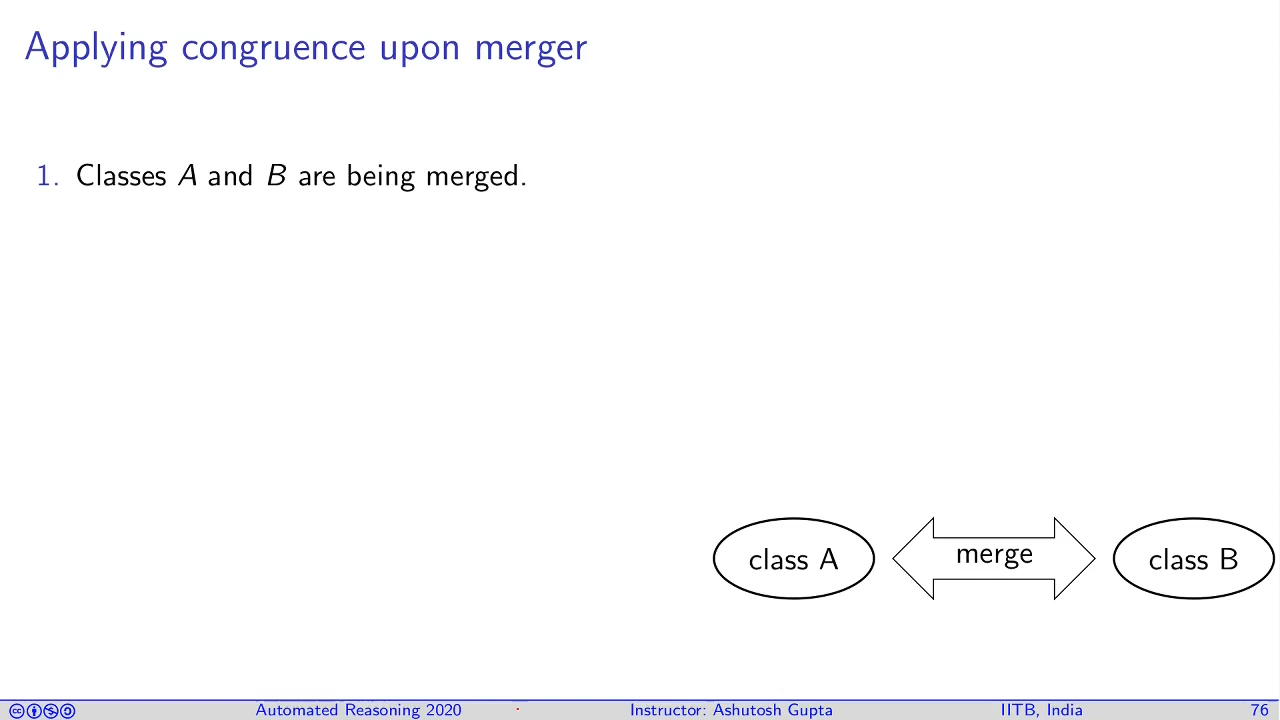 Applying congruence upon merger
1. Classes A and B are being merged.
class A
merge
class B
Automated Reasoning 2020
Instructor: Ashutosh Gupta
IITB, India
76